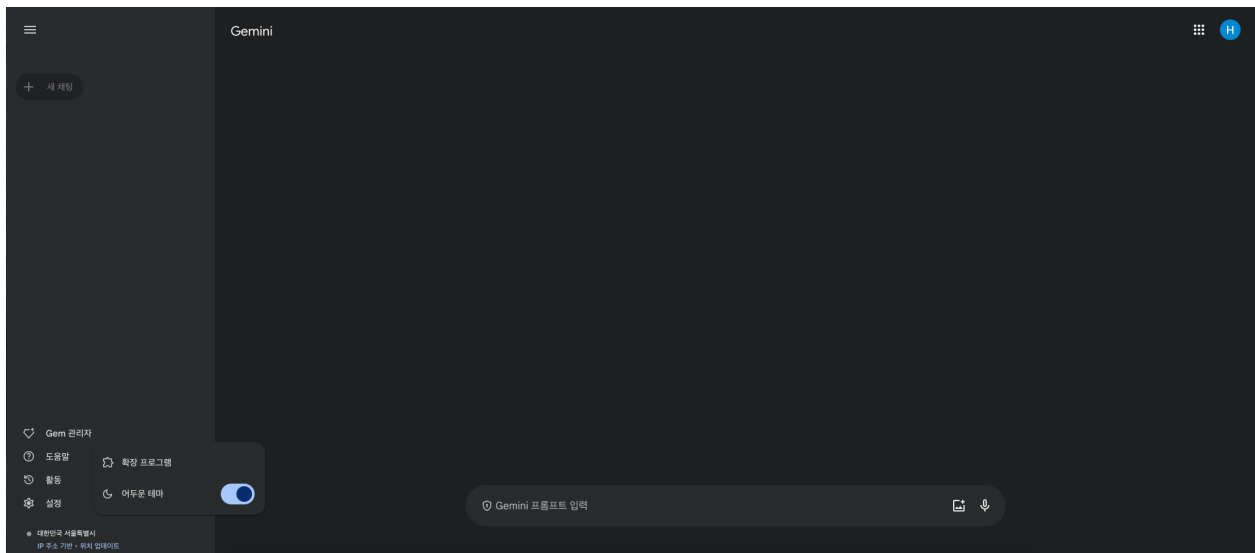 Gemini
H
새 채팅
Gem 관리자
도움말
확장 프로그램
활동
어두운 테마
설정
Gemini 프롬프트 입력
대한민국 서울특별시
IP 주소 기반 • 위치 업데이트